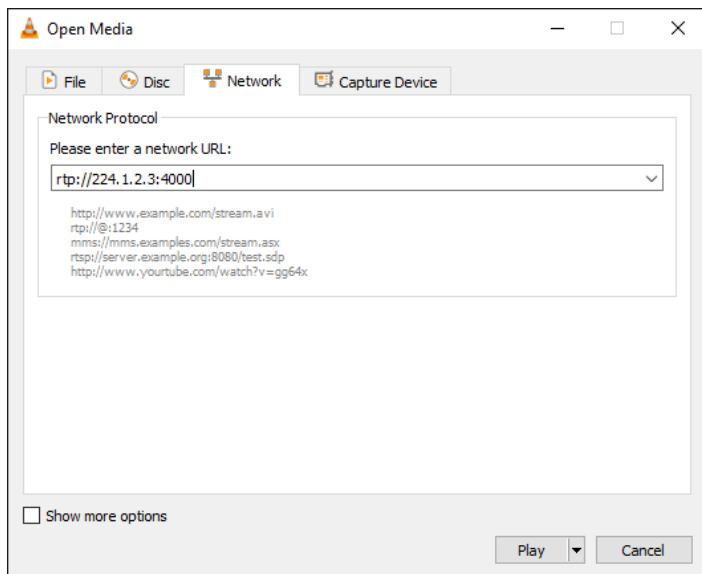 Open Media
File Disc Network Capture Device
Network Protocol
Please enter a network URL:
rtp://224.1.2.3:4000
http://www.example.com/stream.avi
rtp://@:1234
mms://mms.examples.com/stream.asx
rtsp://server.example.org:8080/test.sdp
http://www.yourtube.com/watch?v=gg64x
Show more options
Play Cancel